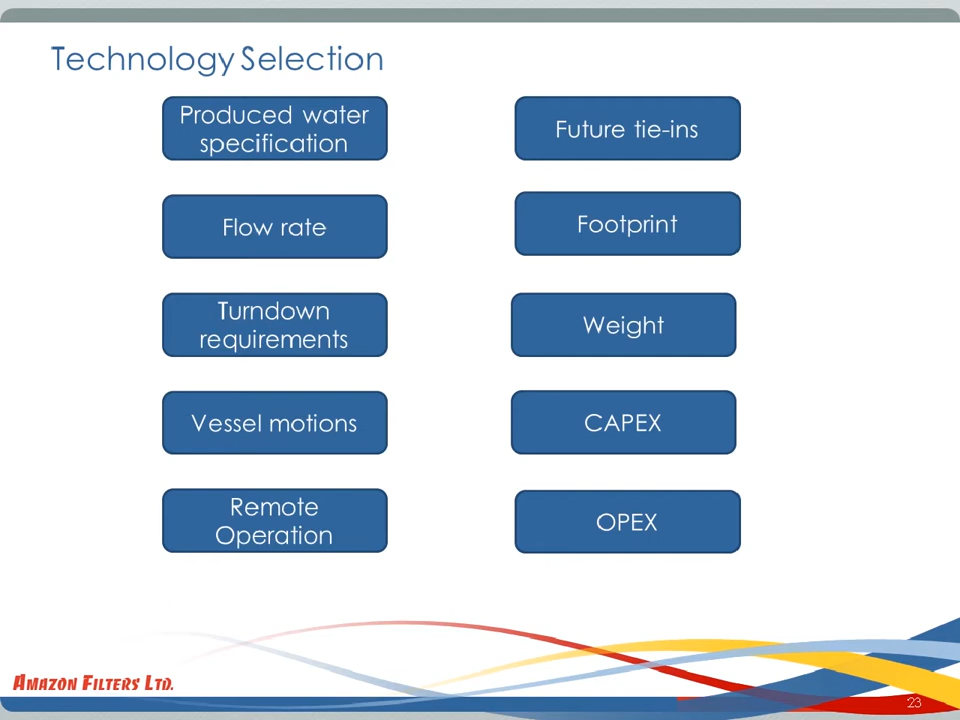 Technology Selection
Produced water
specification
Future tie-ins
Flow rate
Footprint
Turndown
requirements
Weight
Vessel motions
CAPEX
Remote
Operation
OPEX
AMAZON FILTERS LTD.
23